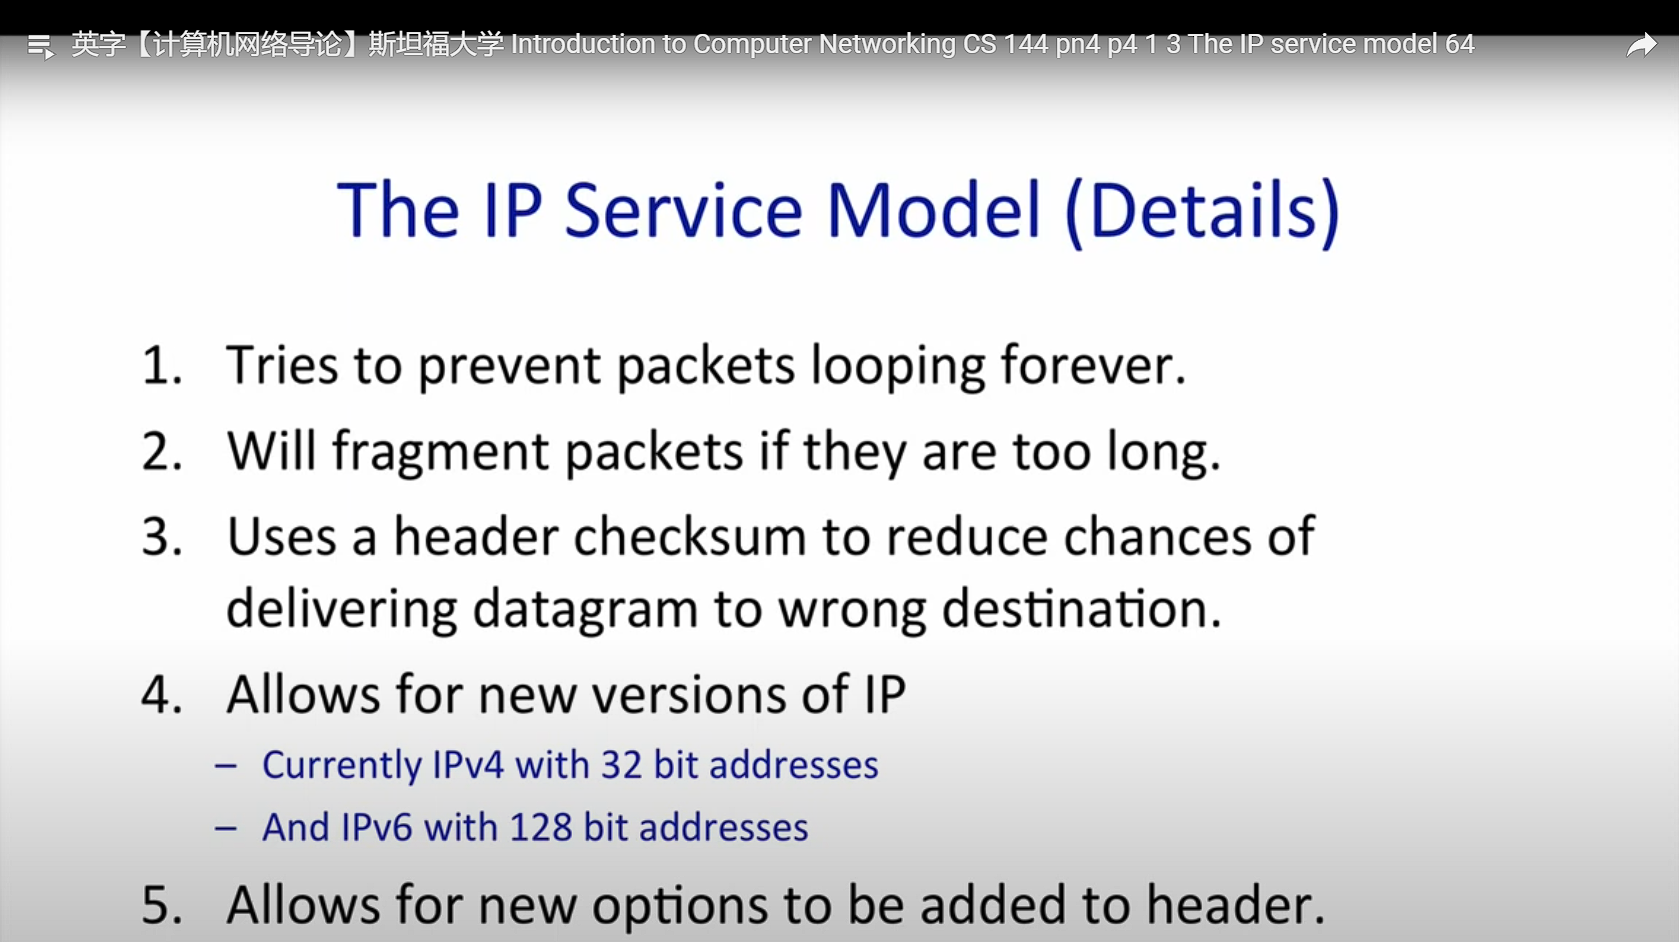 英字【计算机网络导论】斯坦福大学 Introduction to Computer Networking CS 144 pn4 p4 1 3 The IP service model 64
The IP Service Model (Details)
1. Tries to prevent packets looping forever.
2. Will fragment packets if they are too long.
3. Uses a header checksum to reduce chances of
delivering datagram to wrong destination.
4. Allows for new versions of IP
– Currently IPv4 with 32 bit addresses
– And IPv6 with 128 bit addresses
5. Allows for new options to be added to header.